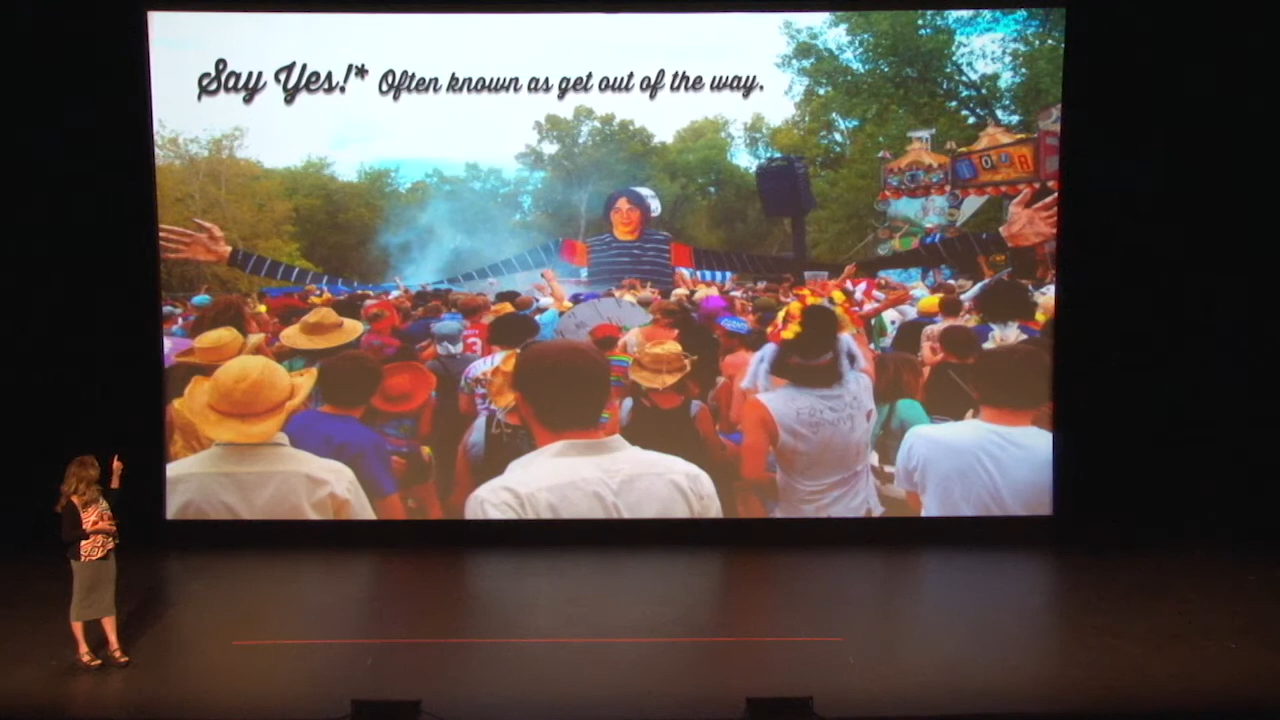 Say Yes!* Often known as get out of the way.